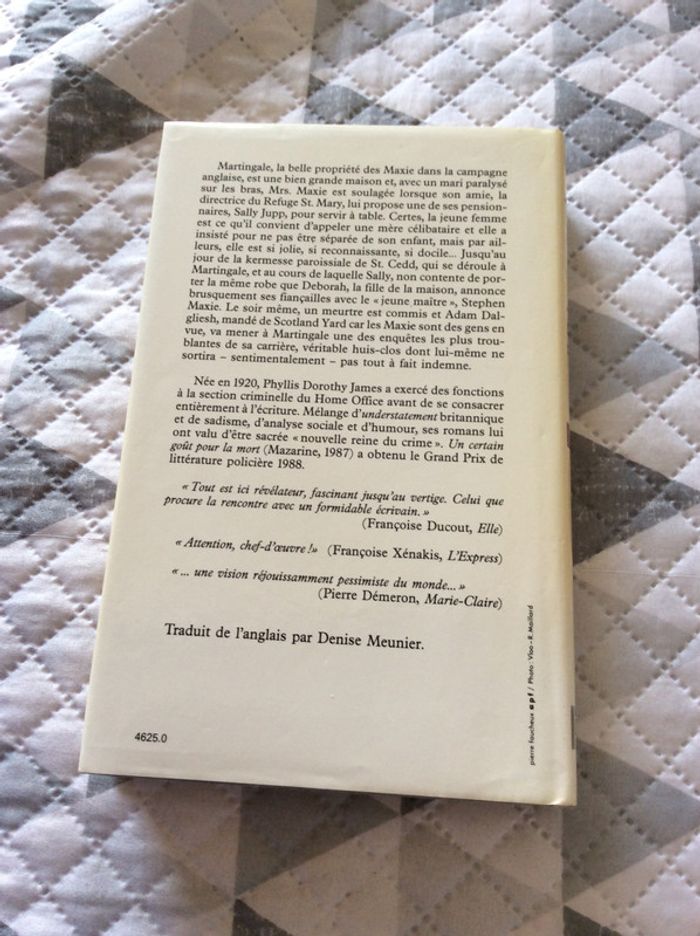 Martingale, la belle propriété des Maxie dans la campagne
anglaise, est une bien grande maison et, avec un mari paralysé
sur les bras, Mrs. Maxie est soulagée lorsque son amie, la
directrice du Refuge St. Mary, lui propose une de ses pension-
naires, Sally Jupp, pour servir à table. Certes, la jeune femme
est ce qu'il convient d'appeler une mère célibataire et elle a
insisté pour ne pas être séparée de son enfant, mais par ail-
leurs, elle est si jolie, si reconnaissante, si docile... Jusqu'au
jour de la kermesse paroissiale de St. Cedd, qui se déroule à
Martingale, et au cours de laquelle Sally, non contente de por-
ter la même robe que Deborah, la fille de la maison, annonce
brusquement ses fiançailles avec le « jeune maître », Stephen
Maxie. Le soir même, un meurtre est commis et Adam Dal-
gliesh, mandé de Scotland Yard car les Maxie sont des gens en
vue, va mener à Martingale une des enquêtes les plus trou-
blantes de sa carrière, véritable huis-clos dont lui-même ne
sortira – sentimentalement – pas tout à fait indemne.
Née en 1920, Phyllis Dorothy James a exercé des fonctions
à la section criminelle du Home Office avant de se consacrer
entièrement à l'écriture. Mélange d'understatement britannique
et de sadisme, d'analyse sociale et d'humour, ses romans lui
ont valu d'être sacrée « nouvelle reine du crime ». Un certain
goût pour la mort (Mazarine, 1987) a obtenu le Grand Prix de
littérature policière 1988.
« Tout est ici révélateur, fascinant jusqu'au vertige. Celui que
procure la rencontre avec un formidable écrivain. »
(Françoise Ducout, Elle)
« Attention, chef-d'œuvre !» (Françoise Xénakis, L'Express)
« ... une vision réjouissamment pessimiste du monde... »
(Pierre Démeron, Marie-Claire)
Traduit de l'anglais par Denise Meunier.
4625.0
pierre faucheux apf / Photo : Vloo - R. Maillard